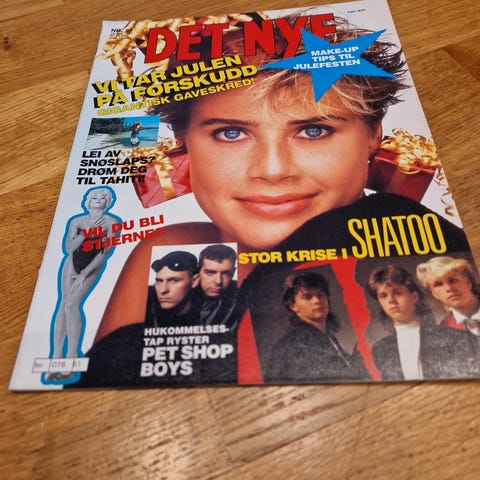 DET NYE
MAKE-UP
TIPS TIL
JULEFESTEN
VI TAR JULEN
PÅ FORSKUDD
GIGANTISK GAVESKRED!
LEI AV
SNØSLAPS?
DRØM DEG
TIL TAHITI!
VIL DU BLI
STJERNE?
STOR KRISE I SHATOO
HUKOMMELSES-
TAP RYSTER
PET SHOP
BOYS